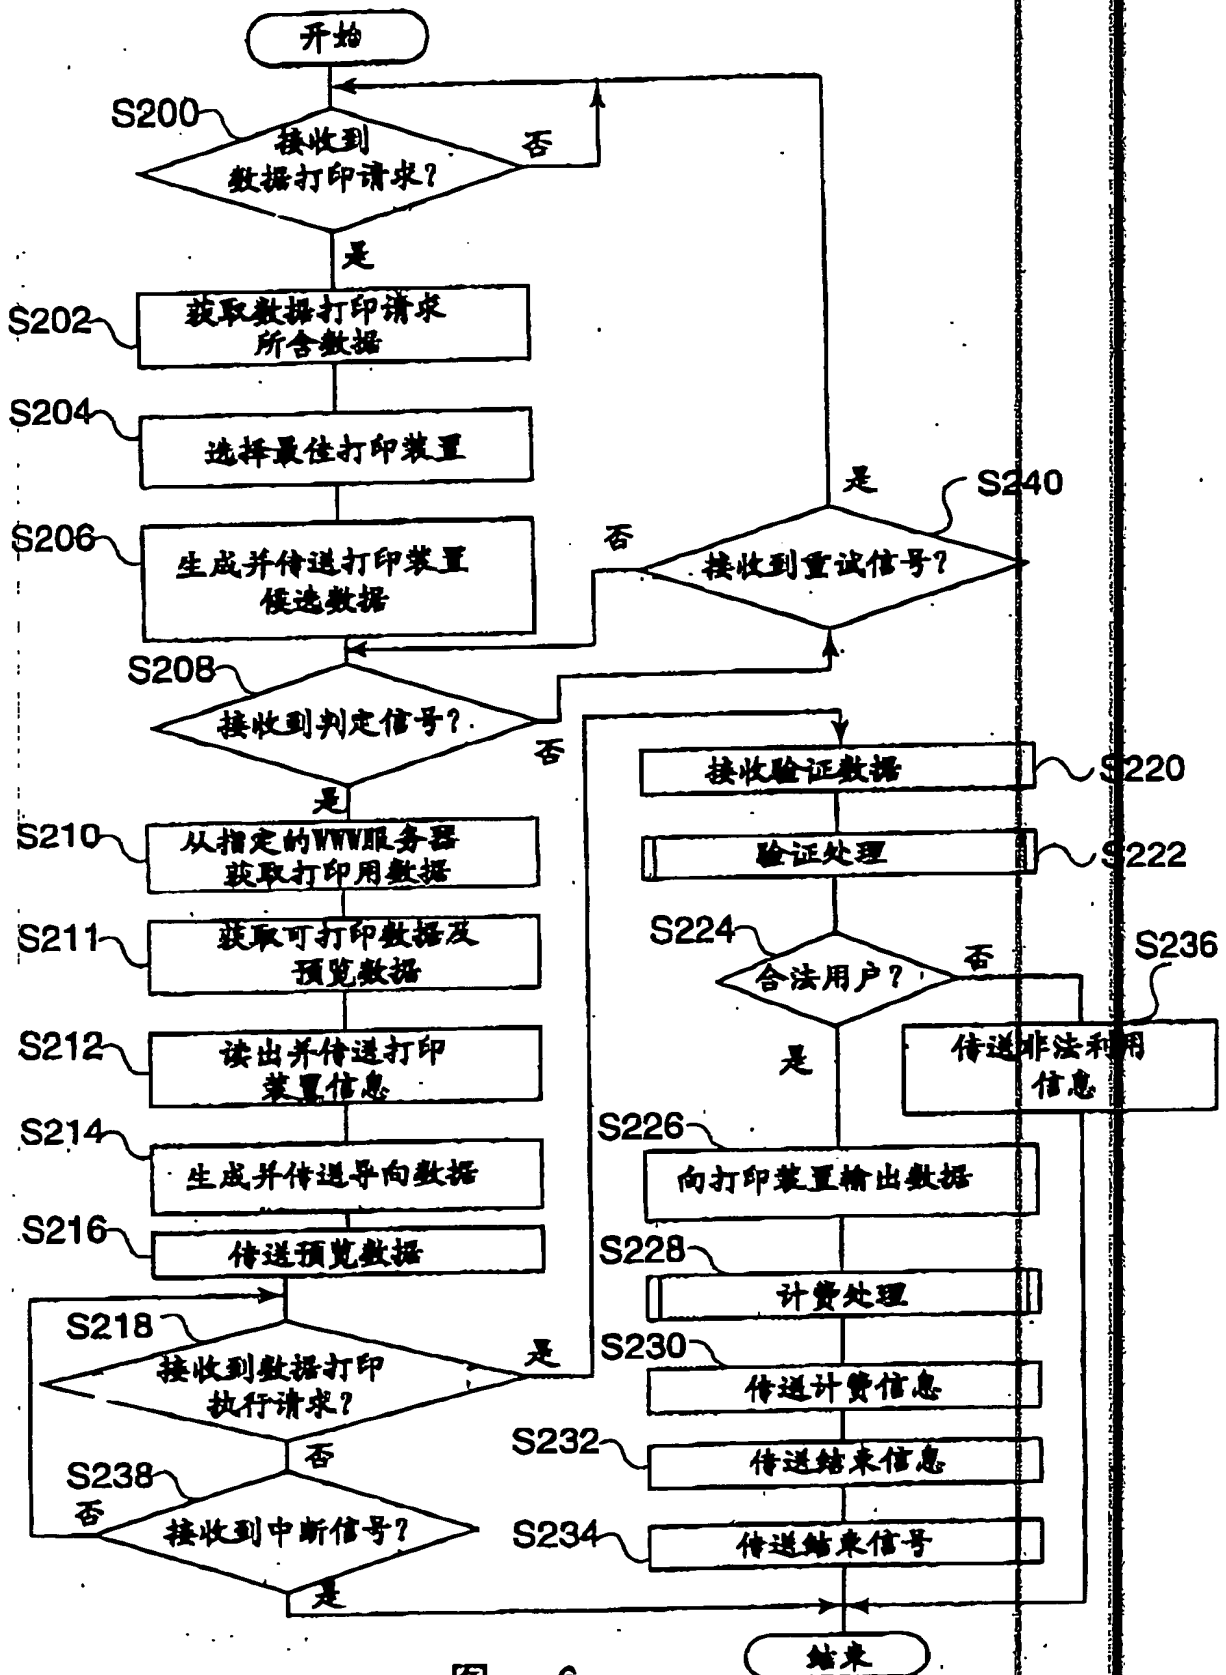 开始
S200
接收到
数据打印请求?
否
是
S202
获取数据打印请求
所含数据
S204
选择最佳打印装置
S206
生成并传送打印装置
候选数据
是
S240
否
接收到重试信号?
S208
接收到判定信号?
否
是
S210
从指定的WWW服务器
获取打印用数据
S211
获取可打印数据及
预览数据
S212
读出并传送打印
装置信息
S214
生成并传送导向数据
S216
传送预览数据
S218
接收到数据打印
执行请求?
是
否
S238
否
接收到中断信号?
是
接收验证数据
S220
验证处理
S222
S224
合法用户?
否
S236
传送非法利用
信息
是
S226
向打印装置输出数据
S228
计费处理
S230
传送计费信息
S232
传送结束信息
S234
传送结束信号
结束
图 6